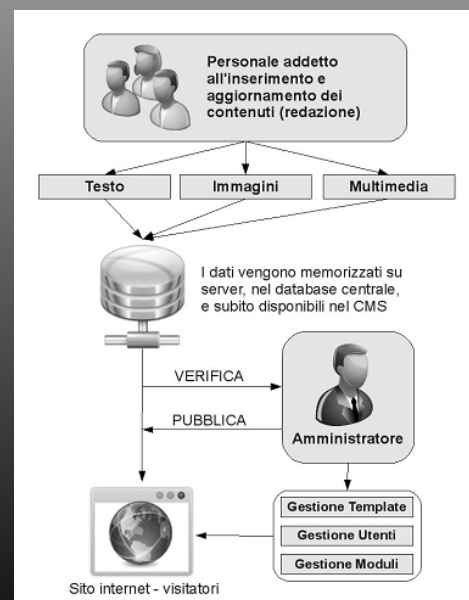 Personale addetto
all'inserimento e
aggiornamento dei
contenuti (redazione)
Testo
Immagini
Multimedia
I dati vengono memorizzati su
server, nel database centrale,
e subito disponibili nel CMS
VERIFICA
PUBBLICA
Amministratore
Gestione Template
Gestione Utenti
Gestione Moduli
Sito internet - visitatori